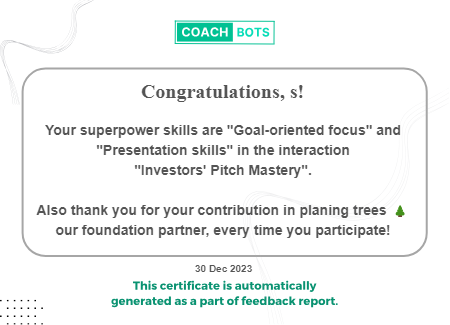 COACH BOTS
Congratulations, s!
Your superpower skills are "Goal-oriented focus" and
"Presentation skills" in the interaction
"Investors' Pitch Mastery".
Also thank you for your contribution in planing trees 🌲
our foundation partner, every time you participate!
30 Dec 2023
This certificate is automatically
generated as a part of feedback report.